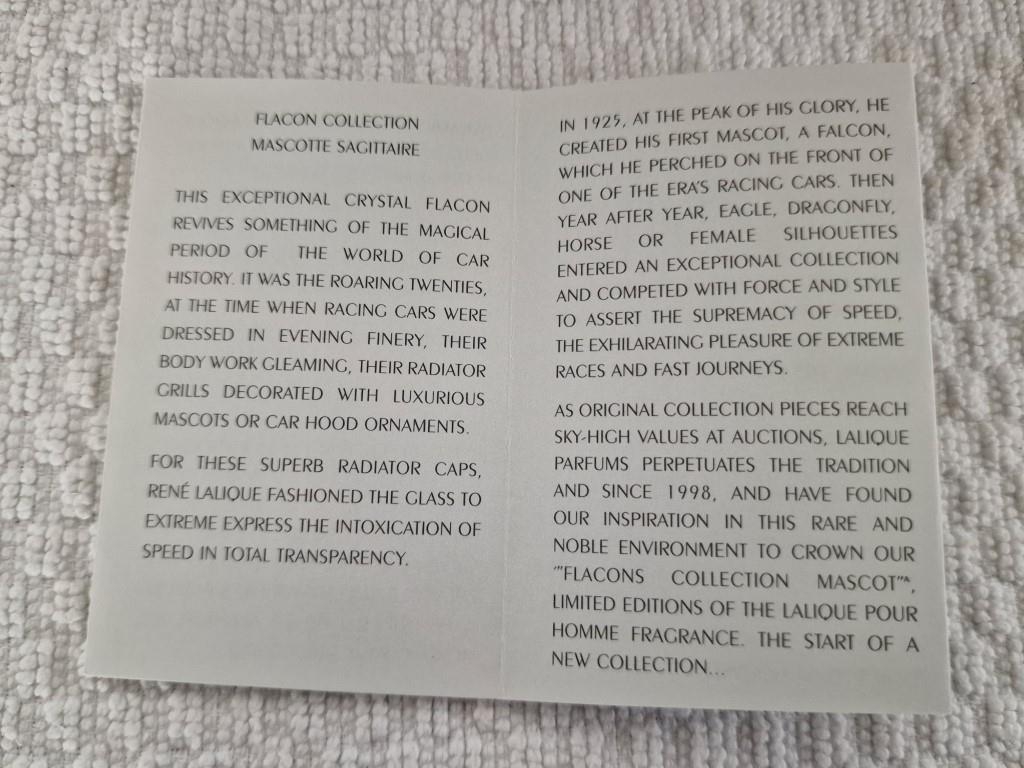 FLACON COLLECTION
MASCOTTE SAGITTAIRE
THIS EXCEPTIONAL CRYSTAL FLACON
REVIVES SOMETHING OF THE MAGICAL
PERIOD OF THE WORLD OF CAR
HISTORY. IT WAS THE ROARING TWENTIES,
AT THE TIME WHEN RACING CARS WERE
DRESSED IN EVENING FINERY, THEIR
BODY WORK GLEAMING, THEIR RADIATOR
GRILLS DECORATED WITH LUXURIOUS
MASCOTS OR CAR HOOD ORNAMENTS.
FOR THESE SUPERB RADIATOR CAPS,
RENÉ LALIQUE FASHIONED THE GLASS TO
EXTREME EXPRESS THE INTOXICATION OF
SPEED IN TOTAL TRANSPARENCY.
IN 1925, AT THE PEAK OF HIS GLORY, HE
CREATED HIS FIRST MASCOT, A FALCON,
WHICH HE PERCHED ON THE FRONT OF
ONE OF THE ERA'S RACING CARS. THEN
YEAR AFTER YEAR, EAGLE, DRAGONFLY,
HORSE OR FEMALE SILHOUETTES
ENTERED AN EXCEPTIONAL COLLECTION
AND COMPETED WITH FORCE AND STYLE
TO ASSERT THE SUPREMACY OF SPEED,
THE EXHILARATING PLEASURE OF EXTREME
RACES AND FAST JOURNEYS.
AS ORIGINAL COLLECTION PIECES REACH
SKY-HIGH VALUES AT AUCTIONS, LALIQUE
PARFUMS PERPETUATES THE TRADITION
AND SINCE 1998, AND HAVE FOUND
OUR INSPIRATION IN THIS RARE AND
NOBLE ENVIRONMENT TO CROWN OUR
'"FLACONS COLLECTION MASCOT"^,
LIMITED EDITIONS OF THE LALIQUE POUR
HOMME FRAGRANCE. THE START OF A
NEW COLLECTION...